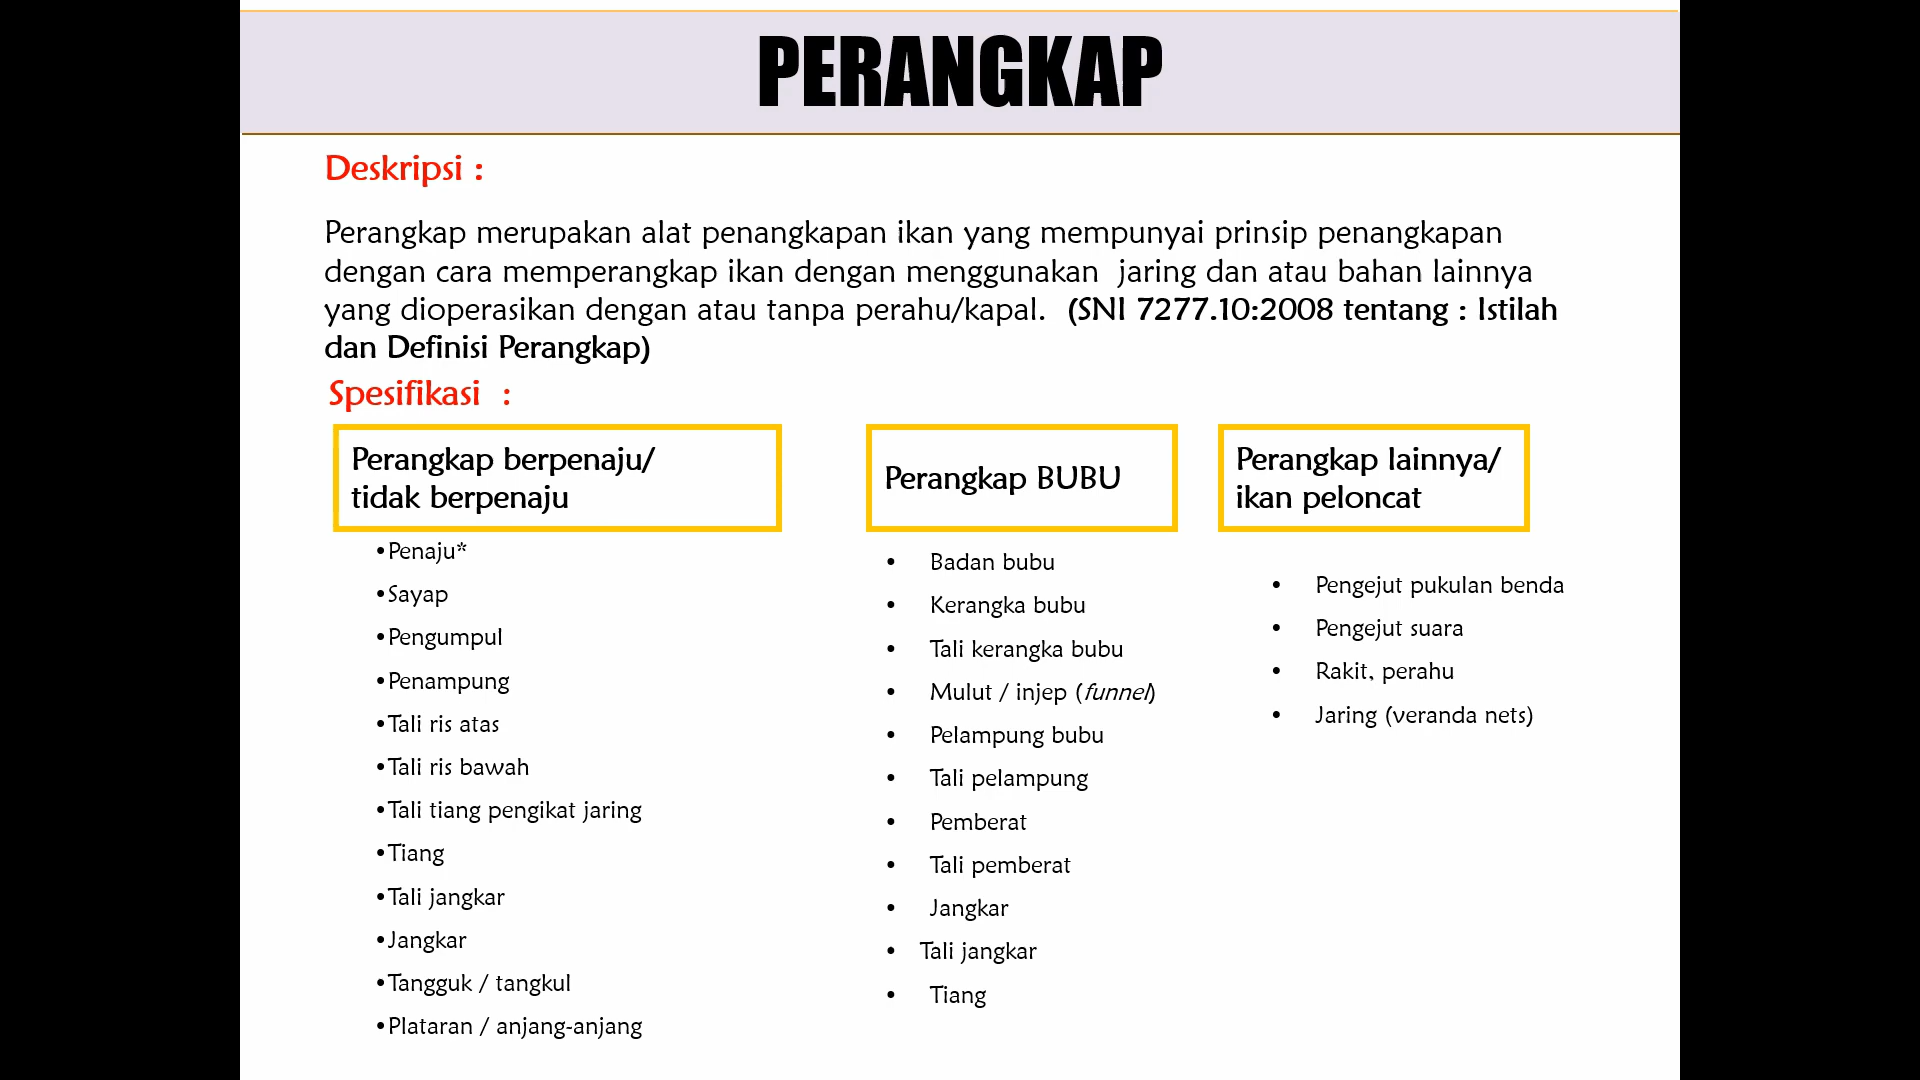 PERANGKAP
Deskripsi :
Perangkap merupakan alat penangkapan ikan yang mempunyai prinsip penangkapan
dengan cara memperangkap ikan dengan menggunakan jaring dan atau bahan lainnya
yang dioperasikan dengan atau tanpa perahu/kapal. (SNI 7277.10:2008 tentang : Istilah
dan Definisi Perangkap)
Spesifikasi :
Perangkap berpenaju/
tidak berpenaju
•Penaju*
•Sayap
•Pengumpul
•Penampung
•Tali ris atas
•Tali ris bawah
•Tali tiang pengikat jaring
•Tiang
•Tali jangkar
•Jangkar
•Tangguk / tangkul
•Plataran / anjang-anjang
Perangkap BUBU
• Badan bubu
• Kerangka bubu
• Tali kerangka bubu
• Mulut / injep (funnel)
• Pelampung bubu
• Tali pelampung
• Pemberat
• Tali pemberat
• Jangkar
• Tali jangkar
• Tiang
Perangkap lainnya/
ikan peloncat
• Pengejut pukulan benda
• Pengejut suara
• Rakit, perahu
• Jaring (veranda nets)